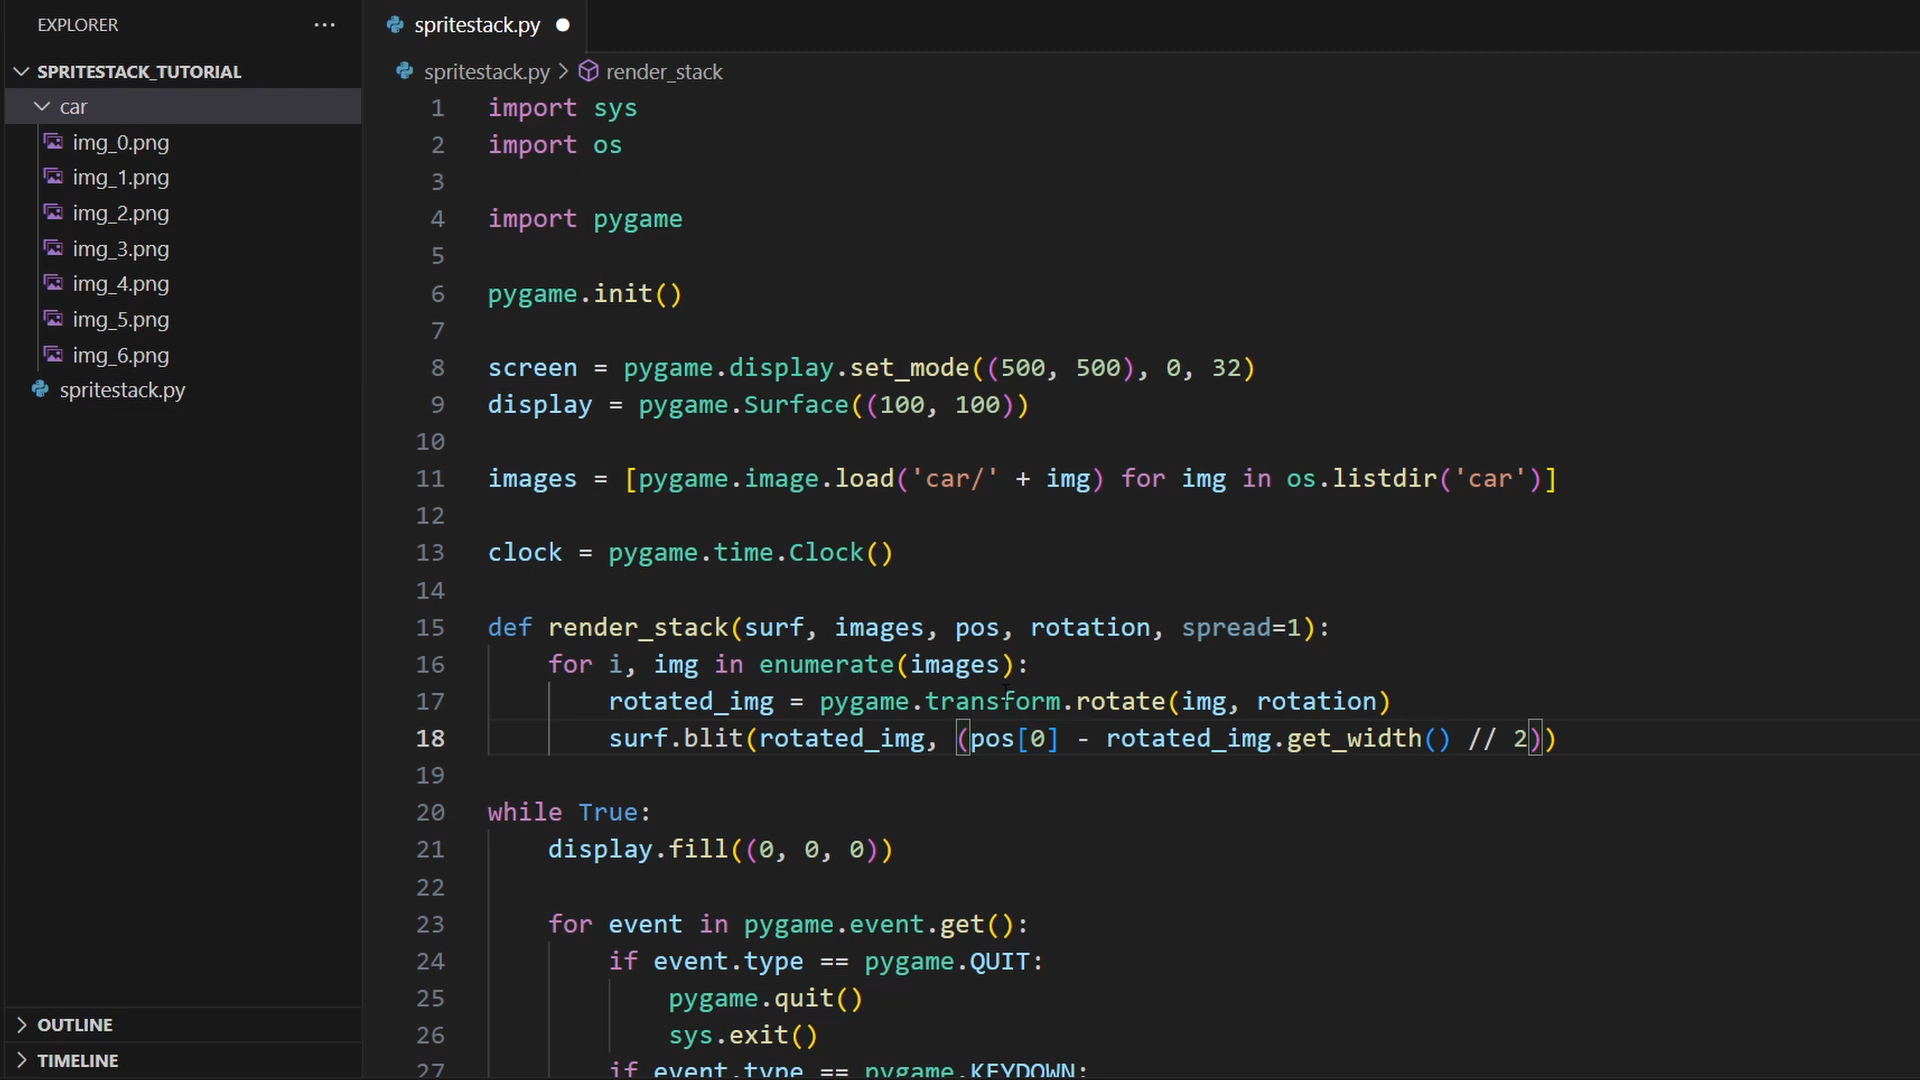 EXPLORER
SPRITESTACK_TUTORIAL
car
img_0.png
img_1.png
img_2.png
img_3.png
img_4.png
img_5.png
img_6.png
spritestack.py
OUTLINE
TIMELINE
spritestack.py
spritestack.py > render_stack
1 import sys
2 import os
3
4 import pygame
5
6 pygame.init()
7
8 screen = pygame.display.set_mode((500, 500), 0, 32)
9 display = pygame.Surface((100, 100))
10
11 images = [pygame.image.load('car/' + img) for img in os.listdir('car')]
12
13 clock = pygame.time.Clock()
14
15 def render_stack(surf, images, pos, rotation, spread=1):
16     for i, img in enumerate(images):
17         rotated_img = pygame.transform.rotate(img, rotation)
18         surf.blit(rotated_img, (pos[0] - rotated_img.get_width() // 2))
19
20 while True:
21     display.fill((0, 0, 0))
22
23     for event in pygame.event.get():
24         if event.type == pygame.QUIT:
25             pygame.quit()
26             sys.exit()
27         if event.type == pygame.KEYDOWN: